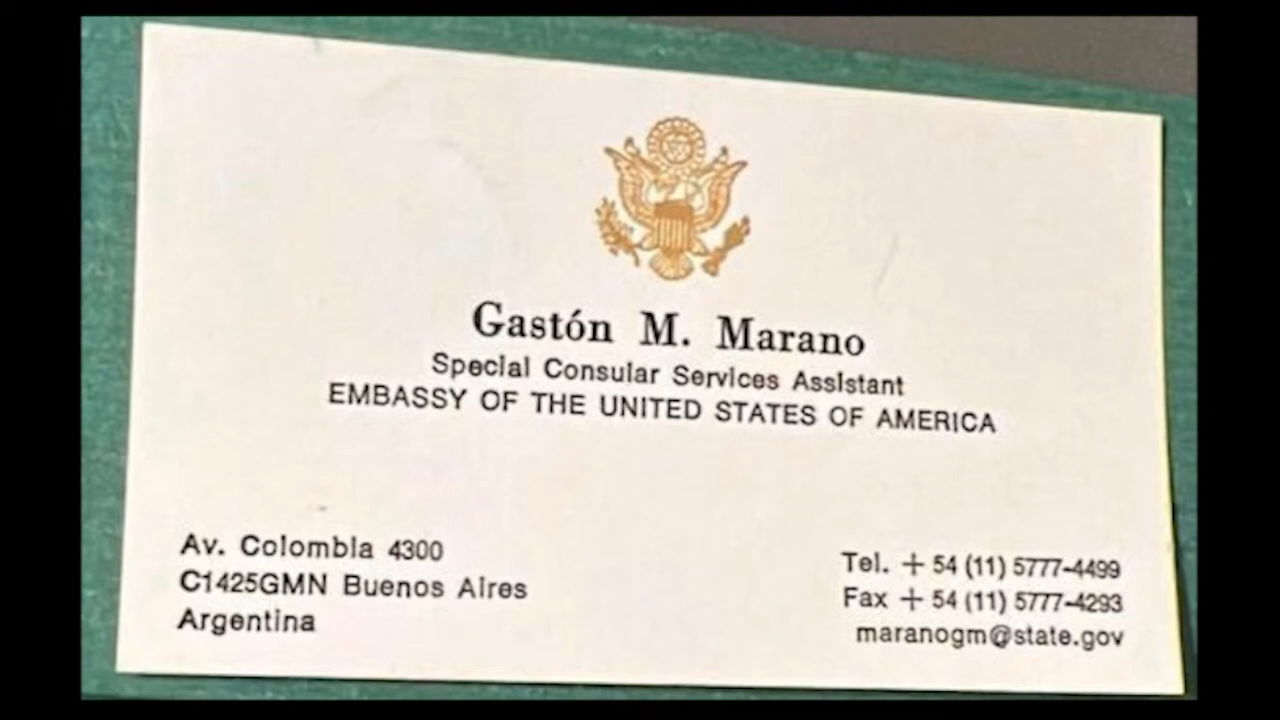 Gastón M. Marano
Special Consular Services Assistant
EMBASSY OF THE UNITED STATES OF AMERICA
Av. Colombia 4300
C1425GMN Buenos Aires
Argentina
Tel. + 54 (11) 5777-4499
Fax + 54 (11) 5777-4293
maranogm@state.gov